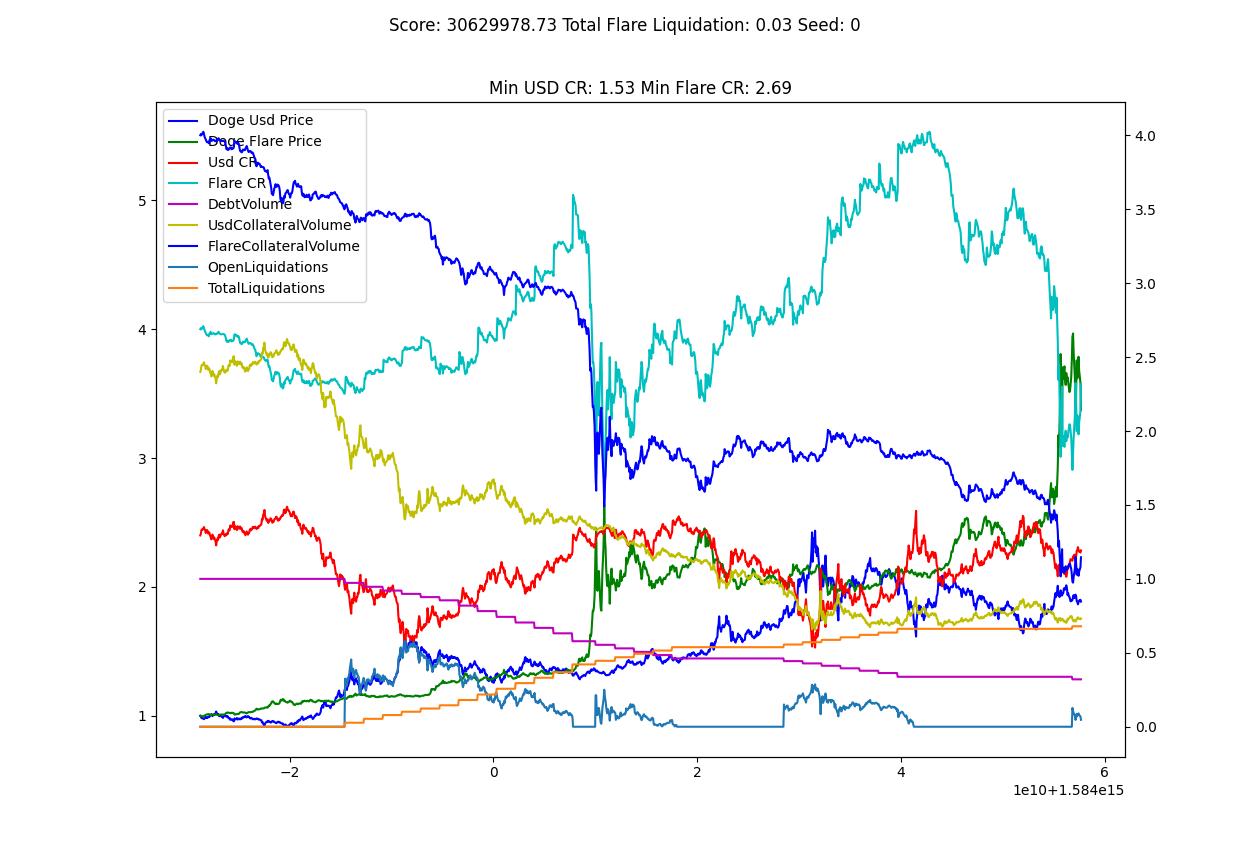 Score: 30629978.73 Total Flare Liquidation: 0.03 Seed: 0
Min USD CR: 1.53 Min Flare CR: 2.69
Doge Usd Price
Doge Flare Price
Usd CR
Flare CR
DebtVolume
UsdCollateralVolume
FlareCollateralVolume
OpenLiquidations
TotalLiquidations
5
4
3
2
1
4.0
3.5
3.0
2.5
2.0
1.5
1.0
0.5
0.0
−2
0
2
4
6
1e10+1.584e15